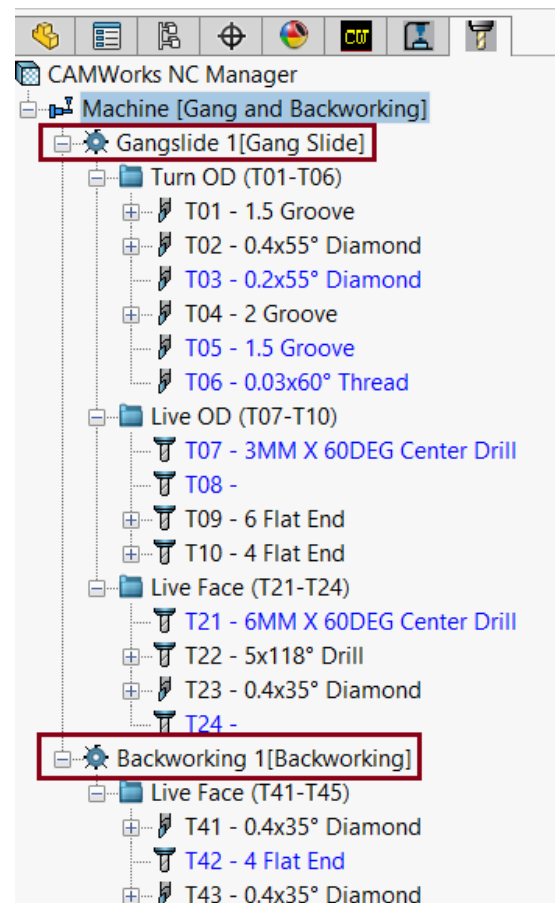 CW
CAMWorks NC Manager
Machine [Gang and Backworking]
Gangslide 1[Gang Slide]
Turn OD (T01-T06)
T01 - 1.5 Groove
T02 - 0.4x55° Diamond
T03 - 0.2x55° Diamond
T04 - 2 Groove
T05 - 1.5 Groove
T06 - 0.03x60° Thread
Live OD (T07-T10)
T07 - 3MM X 60DEG Center Drill
T08 -
T09 - 6 Flat End
T10 - 4 Flat End
Live Face (T21-T24)
T21 - 6MM X 60DEG Center Drill
T22 - 5x118° Drill
T23 - 0.4x35° Diamond
T24 -
Backworking 1[Backworking]
Live Face (T41-T45)
T41 - 0.4x35° Diamond
T42 - 4 Flat End
T43 - 0.4x35° Diamond